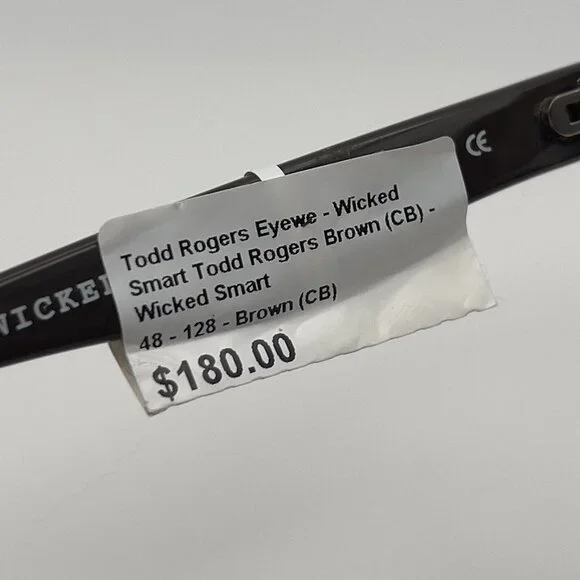 Todd Rogers Eyewe - Wicked
Smart Todd Rogers Brown (CB) -
Wicked Smart
48 - 128 - Brown (CB)
$180.00
WICKE
CE